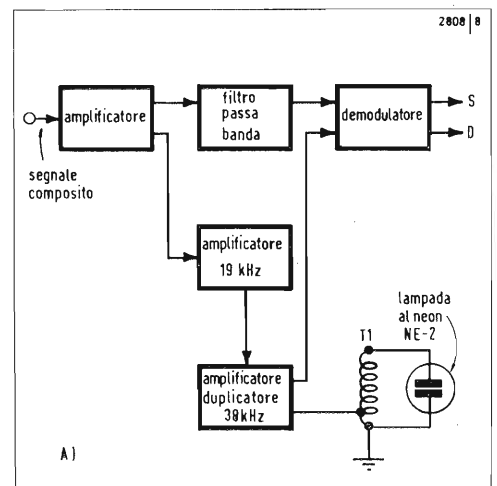 2808 | 8
amplificatore
filtro
passa
banda
demodulatore
S
D
segnale
composito
amplificatore
19 kHz
amplificatore
duplicatore
38kHz
T1
lampada
al neon
NE-2
A)